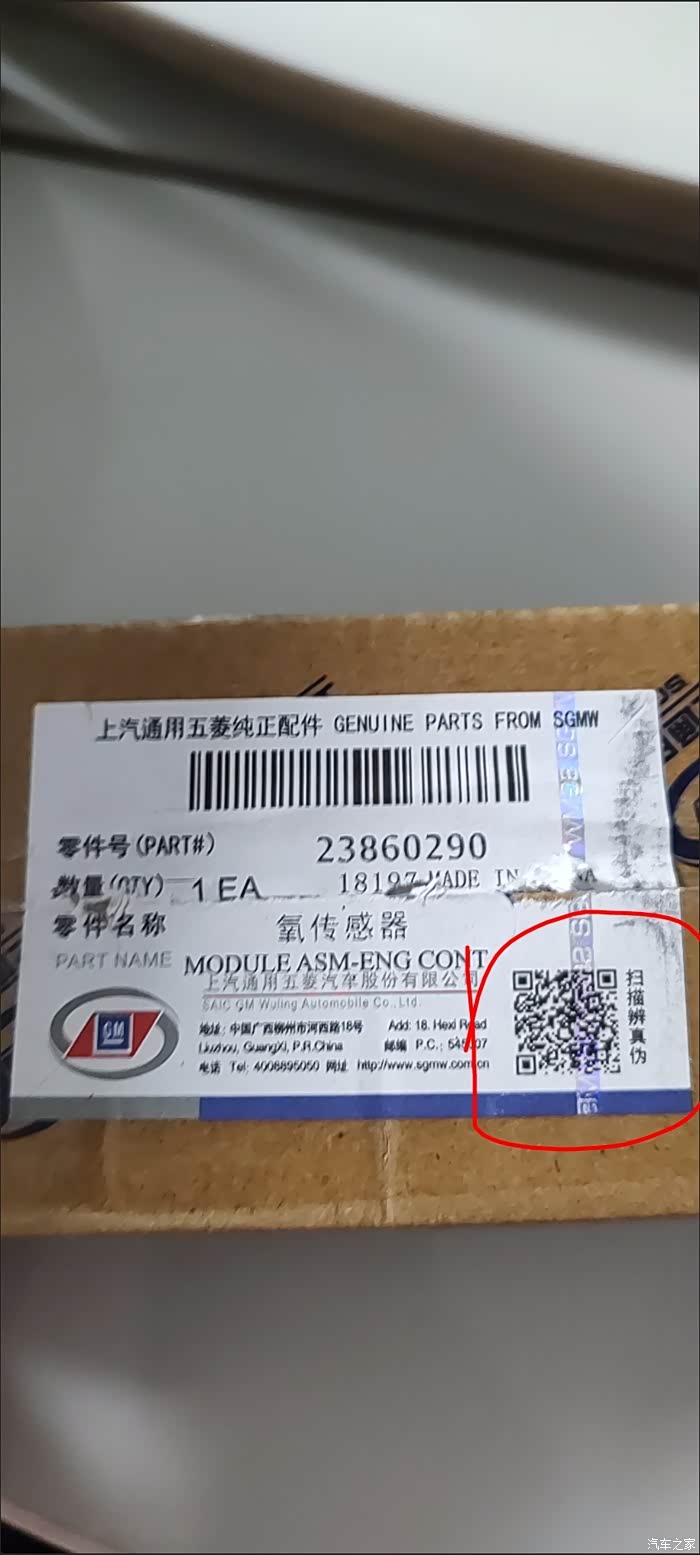 上汽通用五菱纯正配件 GENUINE PARTS FROM SGMW
零件号(PART#) 23860290
数量(QTY) 1 EA 18197 MADE IN
零件名称 氧传感器
PART NAME MODULE ASM-ENG CONT
上汽通用五菱汽车股份有限公司
SAIC GM Wuling Automobile Co., Ltd.
地址: 中国广西柳州市河西路18号 Add: 18. Hexi Road
Liuzhou, GuangXi, P.R.China 邮编 P.C.:
电话 Tel: 4008895050 网址 http://www.sgmw.com.cn
GM
扫描辨真伪
汽车之家